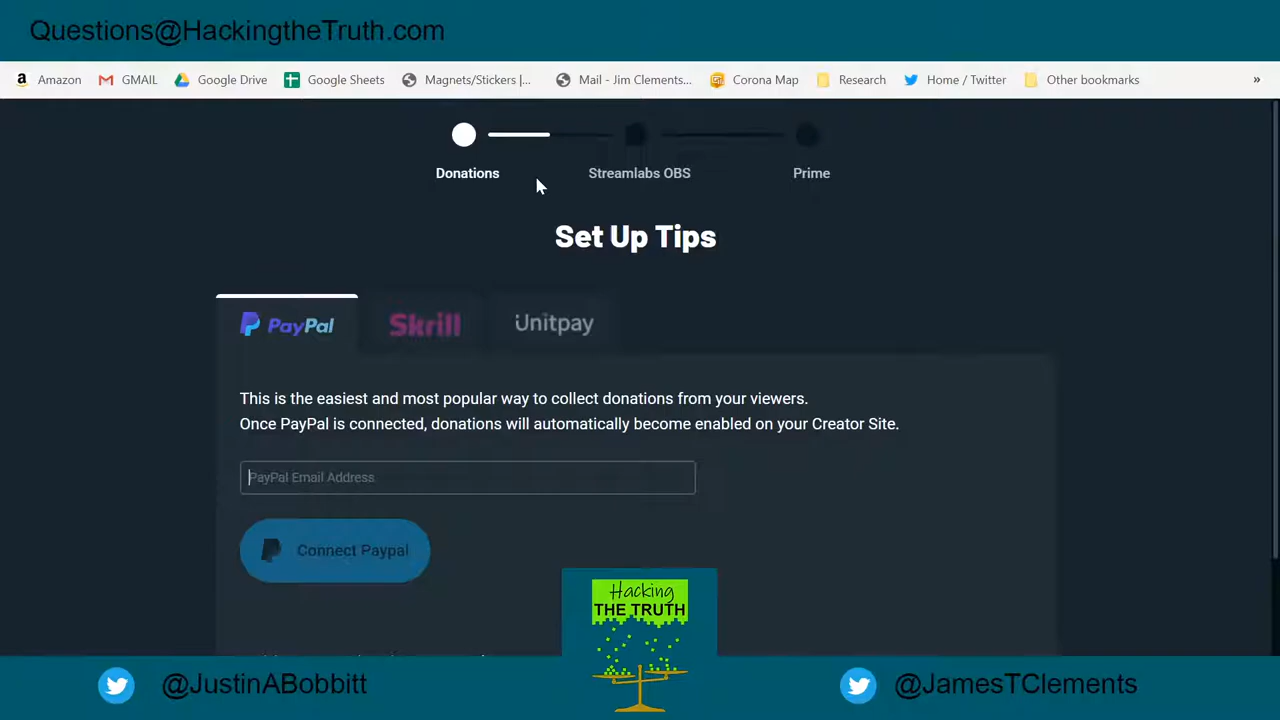 Questions@HackingtheTruth.com
Amazon GMAIL Google Drive Google Sheets Magnets/Stickers |... Mail - Jim Clements... Corona Map Research Home / Twitter Other bookmarks »
Donations Streamlabs OBS Prime
Set Up Tips
PayPal Skrill Unitpay
This is the easiest and most popular way to collect donations from your viewers.
Once PayPal is connected, donations will automatically become enabled on your Creator Site.
PayPal Email Address
Connect Paypal
Hacking
THE TRUTH
@JustinABobbitt @JamesTClements